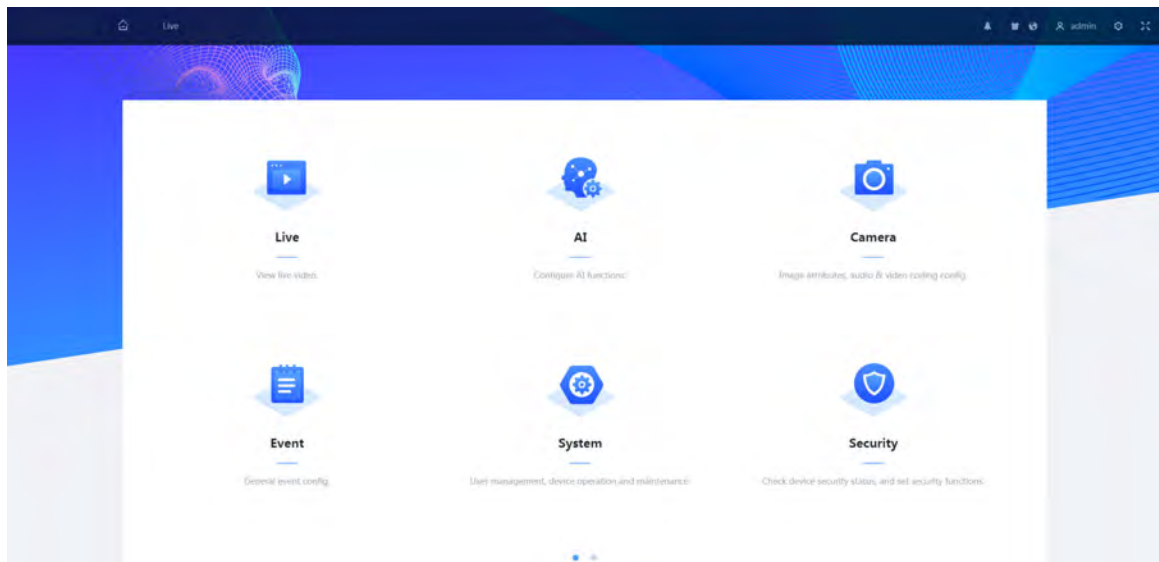 Live
admin
Live
AI
Camera
View live video.
Configure AI functions.
Image attributes, audio & video coding config.
Event
System
Security
General event config.
User management, device operation and maintenance.
Check device security status, and set security functions.